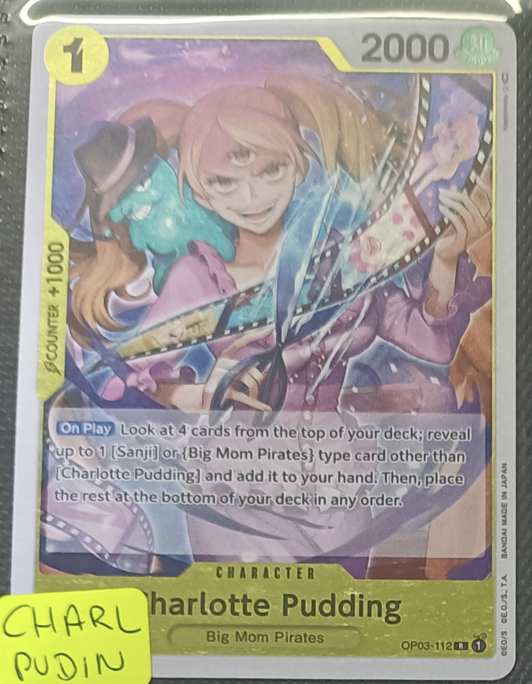 1
2000
COUNTER +1000
On Play Look at 4 cards from the top of your deck; reveal
up to 1 [Sanji] or {Big Mom Pirates} type card other than
[Charlotte Pudding] and add it to your hand. Then, place
the rest at the bottom of your deck in any order.
CHARACTER
harlotte Pudding
Big Mom Pirates
OP03-112 R 1
©E.O./S. ©E.O./S., T.A. BANDAI MADE IN JAPAN
CHARL
PUDIN